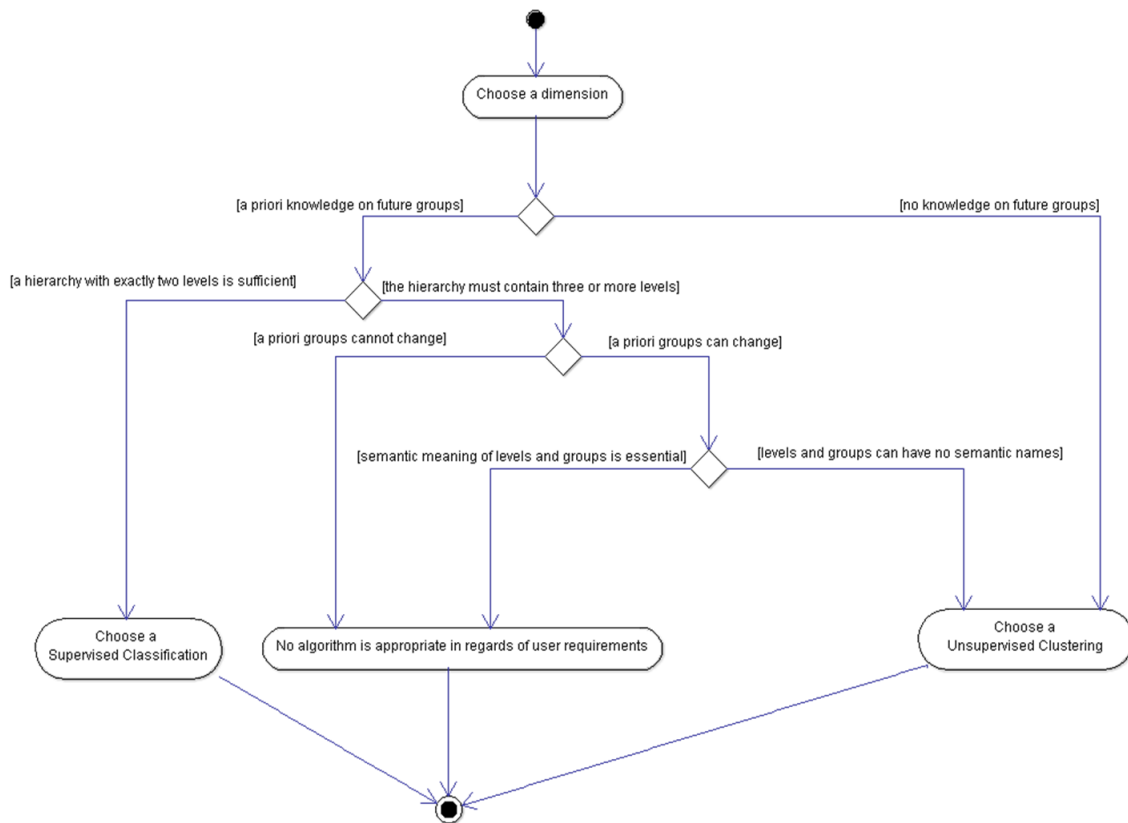 Choose a dimension
[a priori knowledge on future groups]
[no knowledge on future groups]
[a hierarchy with exactly two levels is sufficient]
[the hierarchy must contain three or more levels]
[a priori groups cannot change]
[a priori groups can change]
[semantic meaning of levels and groups is essential]
[levels and groups can have no semantic names]
Choose a
Supervised Classification
No algorithm is appropriate in regards of user requirements
Choose a
Unsupervised Clustering